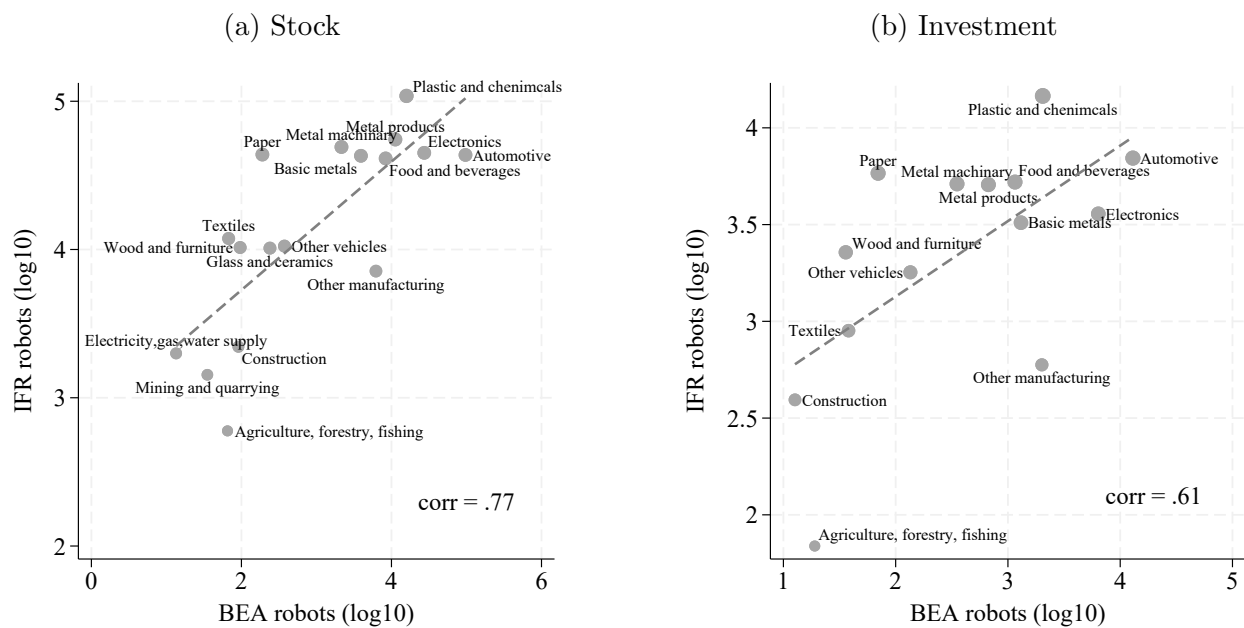 (a) Stock
Plastic and chenimcals
Metal products
Metal machinary
Electronics
Paper
Automotive
Basic metals
Food and beverages
Textiles
Wood and furniture
Other vehicles
Glass and ceramics
Other manufacturing
Electricity,gas,water supply
Construction
Mining and quarrying
Agriculture, forestry, fishing
corr = .77
IFR robots (log10)
5
4
3
2
0 2 4 6
BEA robots (log10)
(b) Investment
Plastic and chenimcals
Paper
Automotive
Metal machinary
Food and beverages
Metal products
Electronics
Basic metals
Wood and furniture
Other vehicles
Textiles
Other manufacturing
Construction
Agriculture, forestry, fishing
corr = .61
IFR robots (log10)
4
3.5
3
2.5
2
1 2 3 4 5
BEA robots (log10)